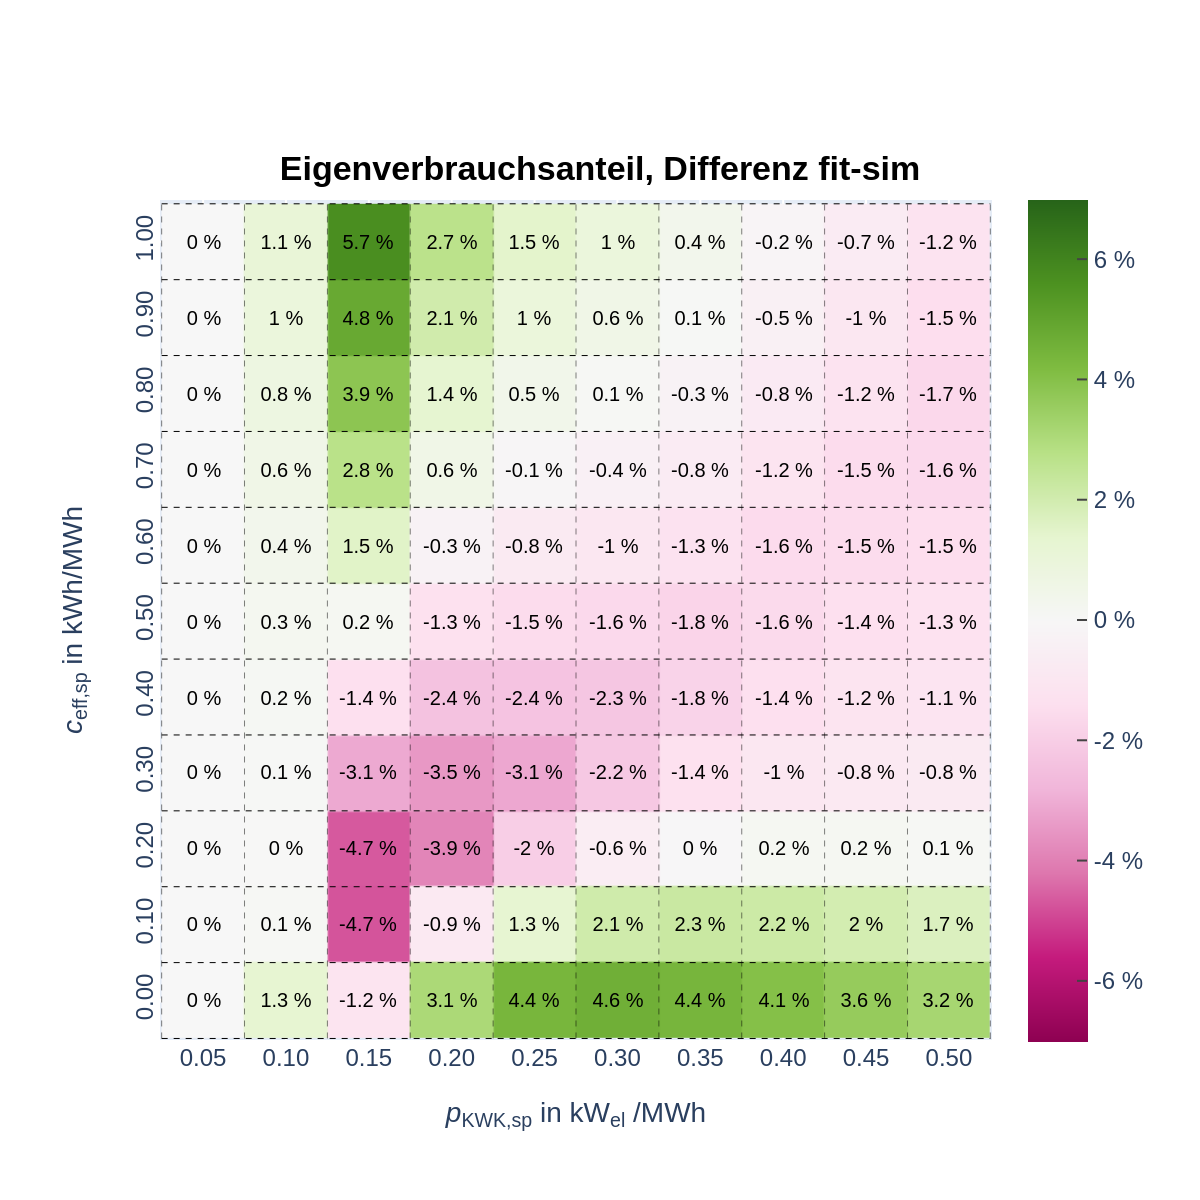 Eigenverbrauchsanteil, Differenz fit-sim
1.00 0 % 1.1 % 5.7 % 2.7 % 1.5 % 1 % 0.4 % -0.2 % -0.7 % -1.2 %
0.90 0 % 1 % 4.8 % 2.1 % 1 % 0.6 % 0.1 % -0.5 % -1 % -1.5 %
0.80 0 % 0.8 % 3.9 % 1.4 % 0.5 % 0.1 % -0.3 % -0.8 % -1.2 % -1.7 %
0.70 0 % 0.6 % 2.8 % 0.6 % -0.1 % -0.4 % -0.8 % -1.2 % -1.5 % -1.6 %
0.60 0 % 0.4 % 1.5 % -0.3 % -0.8 % -1 % -1.3 % -1.6 % -1.5 % -1.5 %
0.50 0 % 0.3 % 0.2 % -1.3 % -1.5 % -1.6 % -1.8 % -1.6 % -1.4 % -1.3 %
0.40 0 % 0.2 % -1.4 % -2.4 % -2.4 % -2.3 % -1.8 % -1.4 % -1.2 % -1.1 %
0.30 0 % 0.1 % -3.1 % -3.5 % -3.1 % -2.2 % -1.4 % -1 % -0.8 % -0.8 %
0.20 0 % 0 % -4.7 % -3.9 % -2 % -0.6 % 0 % 0.2 % 0.2 % 0.1 %
0.10 0 % 0.1 % -4.7 % -0.9 % 1.3 % 2.1 % 2.3 % 2.2 % 2 % 1.7 %
0.00 0 % 1.3 % -1.2 % 3.1 % 4.4 % 4.6 % 4.4 % 4.1 % 3.6 % 3.2 %
0.05 0.10 0.15 0.20 0.25 0.30 0.35 0.40 0.45 0.50
pKWK,sp in kWel /MWh
ceff,sp in kWh/MWh
6 %
4 %
2 %
0 %
-2 %
-4 %
-6 %